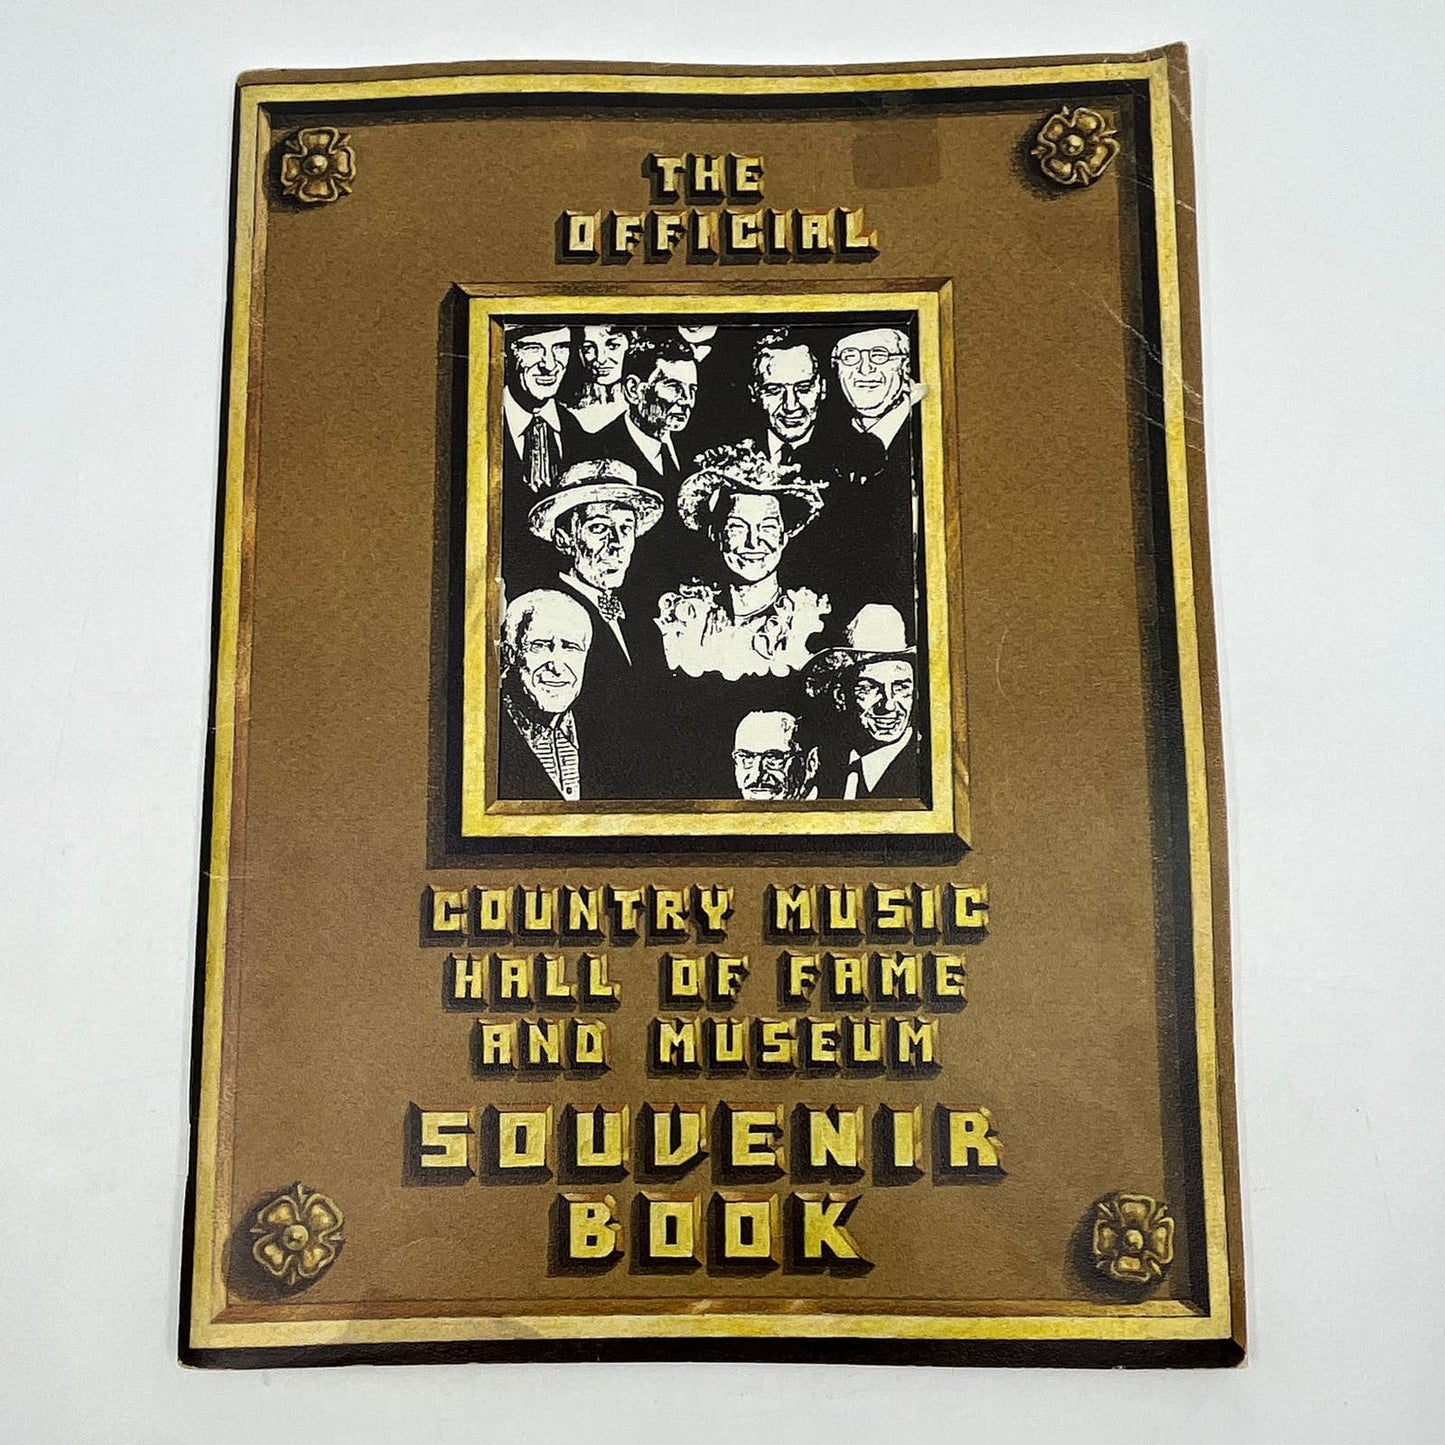 THE
OFFICIAL
COUNTRY MUSIC
HALL OF FAME
AND MUSEUM
SOUVENIR
BOOK